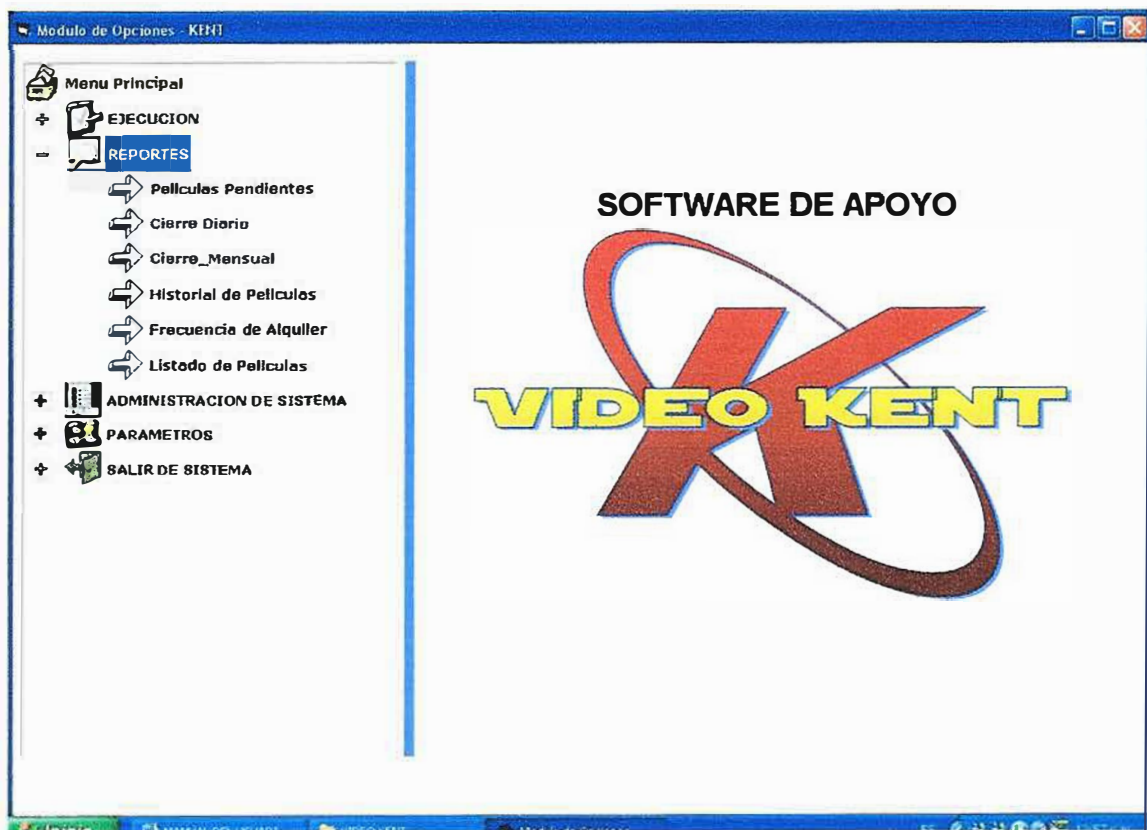 Modulo de Opciones - KENT
Menu Principal
EJECUCION
REPORTES
Peliculas Pendientes
Cierre Diario
Cierre_Mensual
Historial de Peliculas
Frecuencia de Alquiler
Listado de Peliculas
ADMINISTRACION DE SISTEMA
PARAMETROS
SALIR DE SISTEMA
SOFTWARE DE APOYO
K
VIDEO KENT